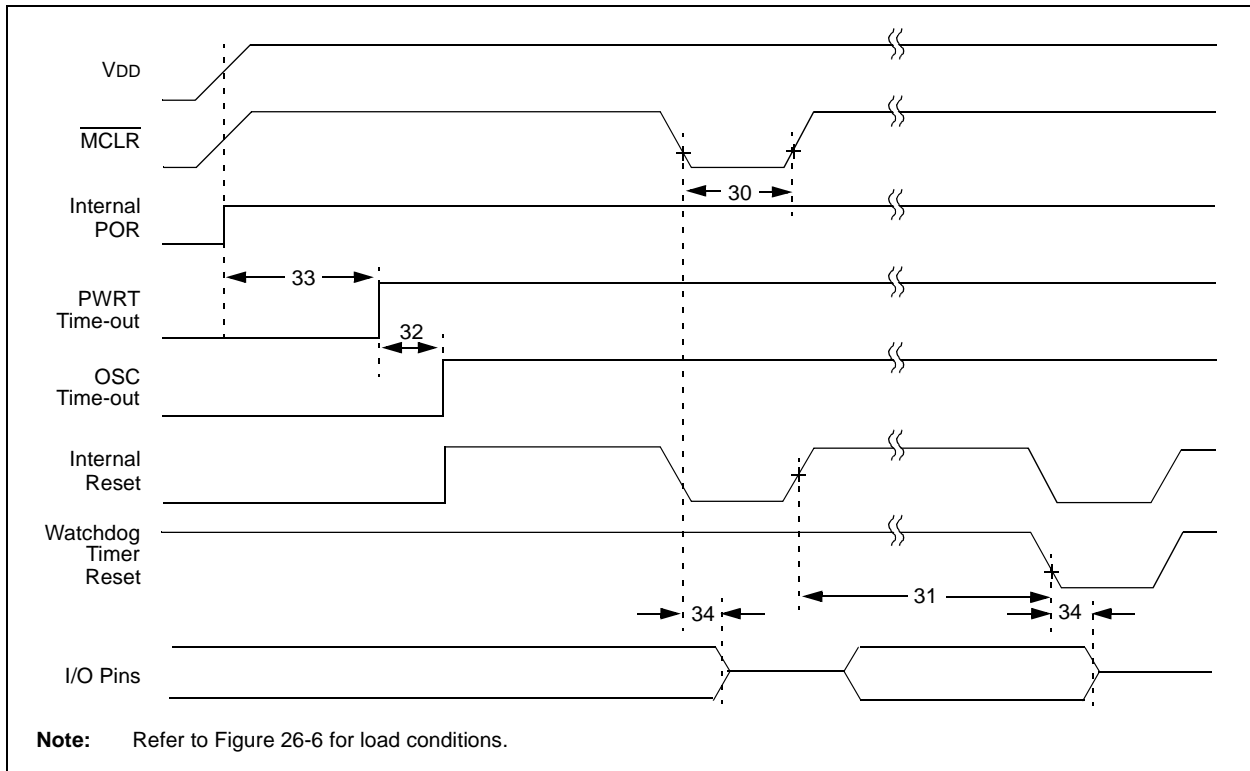 VDD
MCLR
30
Internal
POR
33
PWRT
Time-out
32
OSC
Time-out
Internal
Reset
Watchdog
Timer
Reset
31
34
34
I/O Pins
Note: Refer to Figure 26-6 for load conditions.